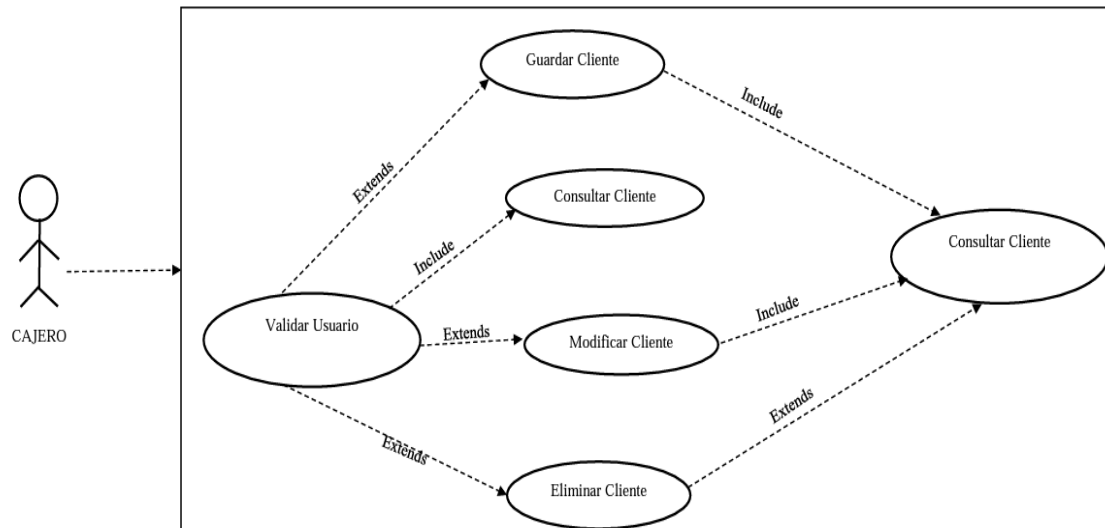 Guardar Cliente
Include
Extends
Consultar Cliente
Include
Consultar Cliente
Validar Usuario
Extends
Modificar Cliente
Include
CAJERO
Extends
Extends
Eliminar Cliente